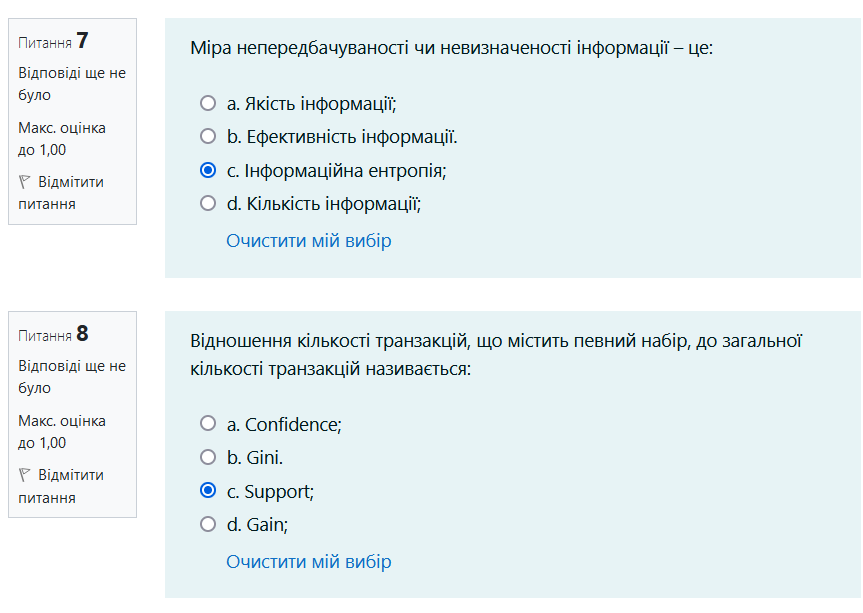 Питання 7
Відповіді ще не
було
Макс. оцінка
до 1,00
Відмітити
питання
Міра непередбачуваності чи невизначеності інформації – це:
a. Якість інформації;
b. Ефективність інформації.
c. Інформаційна ентропія;
d. Кількість інформації;
Очистити мій вибір
Питання 8
Відповіді ще не
було
Макс. оцінка
до 1,00
Відмітити
питання
Відношення кількості транзакцій, що містить певний набір, до загальної
кількості транзакцій називається:
a. Confidence;
b. Gini.
c. Support;
d. Gain;
Очистити мій вибір